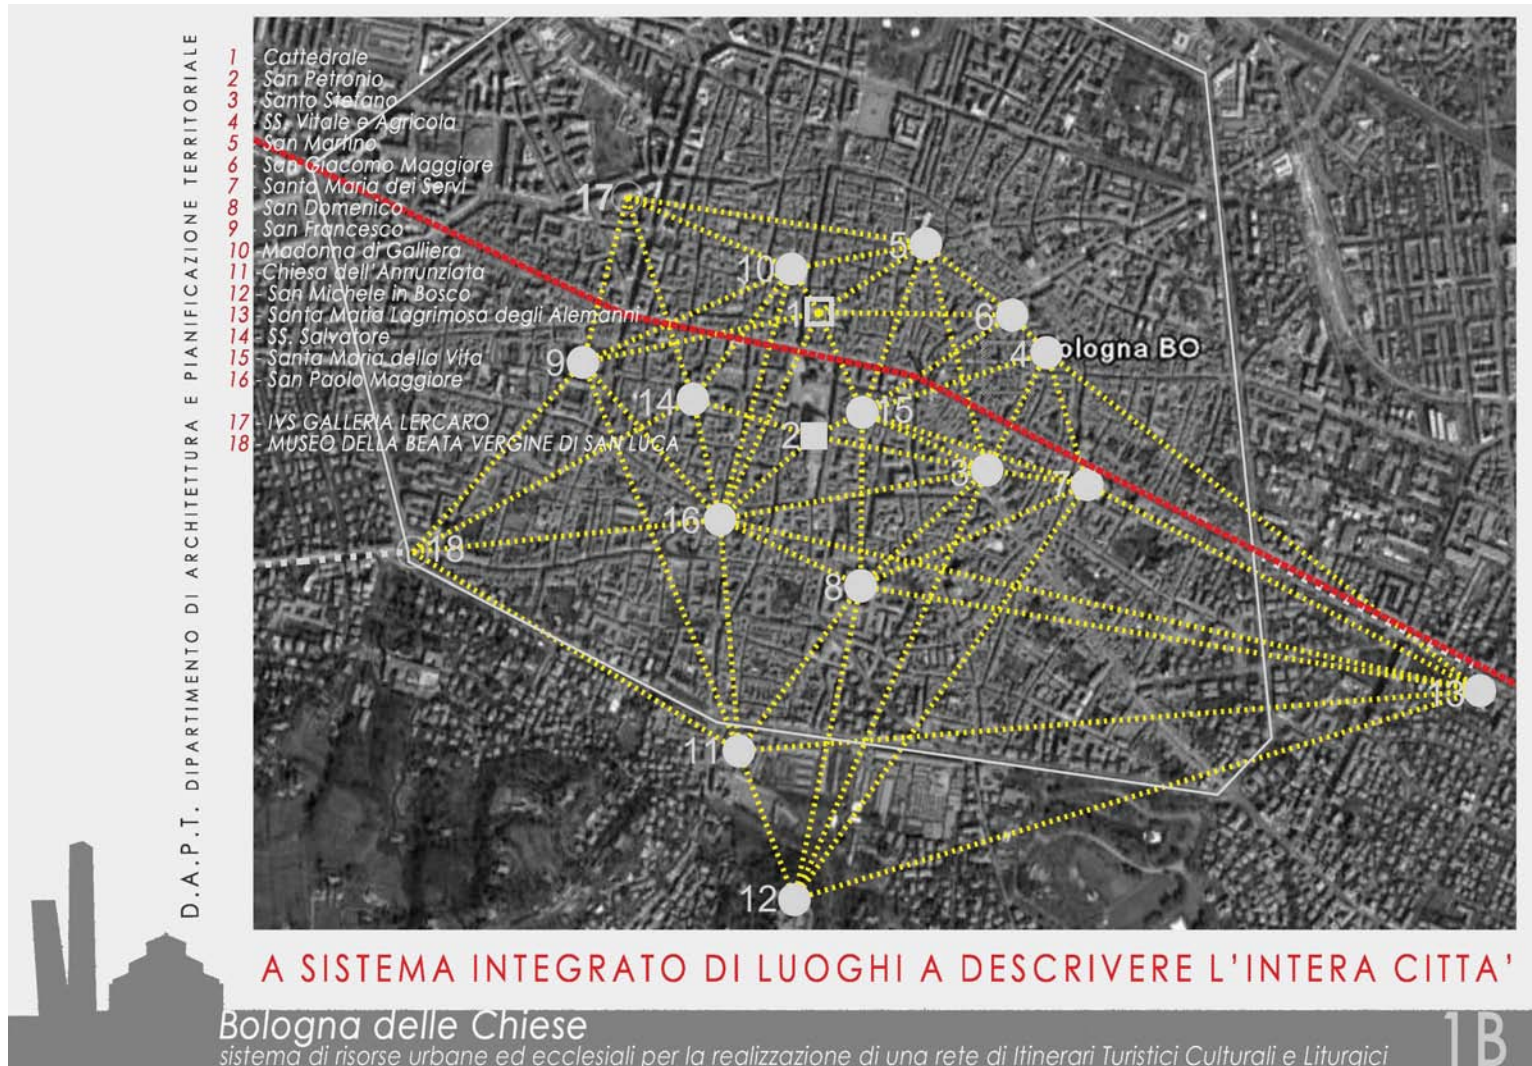 D.A.P.T. DIPARTIMENTO DI ARCHITETTURA E PIANIFICAZIONE TERRITORIALE
1 - Cattedrale
2 - San Petronio
3 - Santo Stefano
4 - SS. Vitale e Agricola
5 - San Martino
6 - San Giacomo Maggiore
7 - Santa Maria dei Servi
8 - San Domenico
9 - San Francesco
10 - Madonna di Galliera
11 - Chiesa dell'Annunziata
12 - San Michele in Bosco
13 - Santa Maria Lagrimosa degli Alemanni
14 - SS. Salvatore
15 - Santa Maria della Vita
16 - San Paolo Maggiore
17 - IVS GALLERIA LERCARO
18 - MUSEO DELLA BEATA VERGINE DI SAN LUCA
17
5
10
1
6
4
ologna BO
9
14
15
2
3
7
16
18
8
13
11
12
A SISTEMA INTEGRATO DI LUOGHI A DESCRIVERE L'INTERA CITTA'
Bologna delle Chiese
1B
sistema di risorse urbane ed ecclesiali per la realizzazione di una rete di Itinerari Turistici Culturali e Liturgici